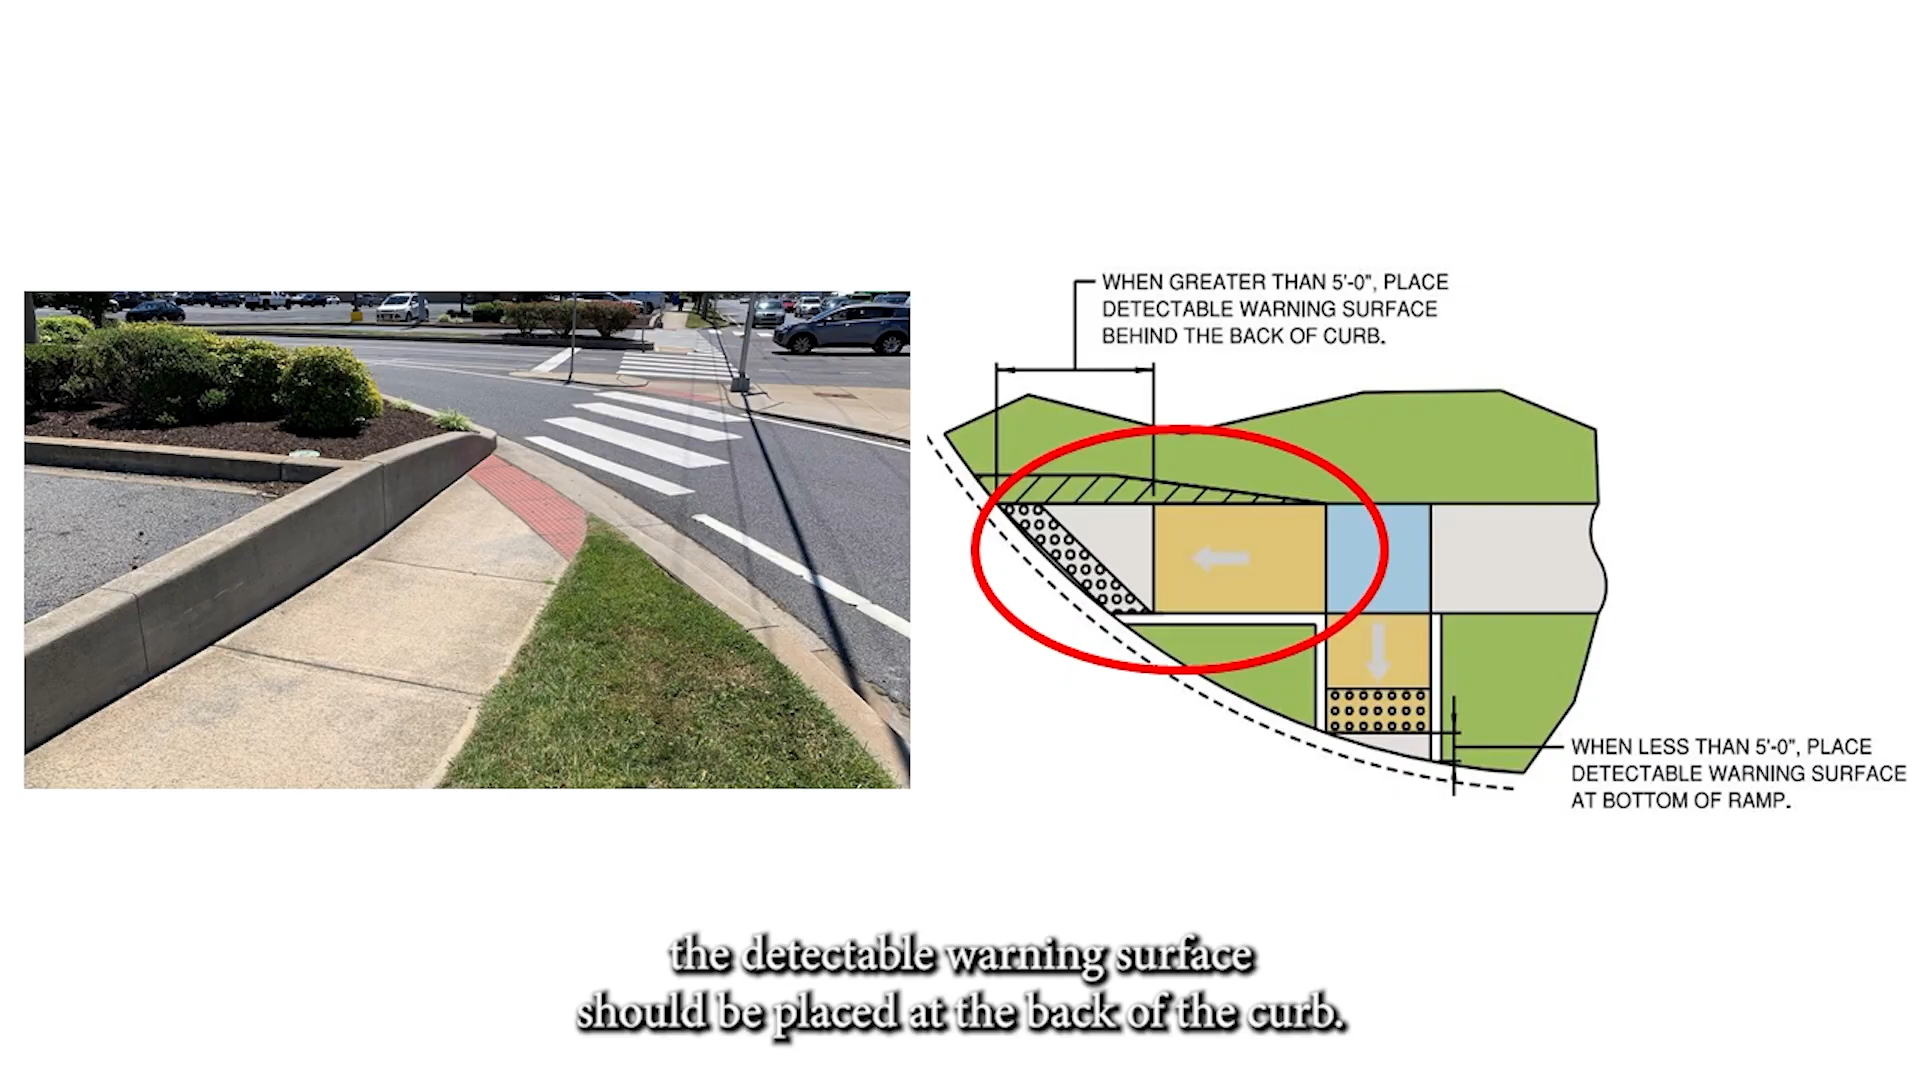 WHEN GREATER THAN 5'-0", PLACE
DETECTABLE WARNING SURFACE
BEHIND THE BACK OF CURB.
WHEN LESS THAN 5'-0", PLACE
DETECTABLE WARNING SURFACE
AT BOTTOM OF RAMP.
the detectable warning surface
should be placed at the back of the curb.